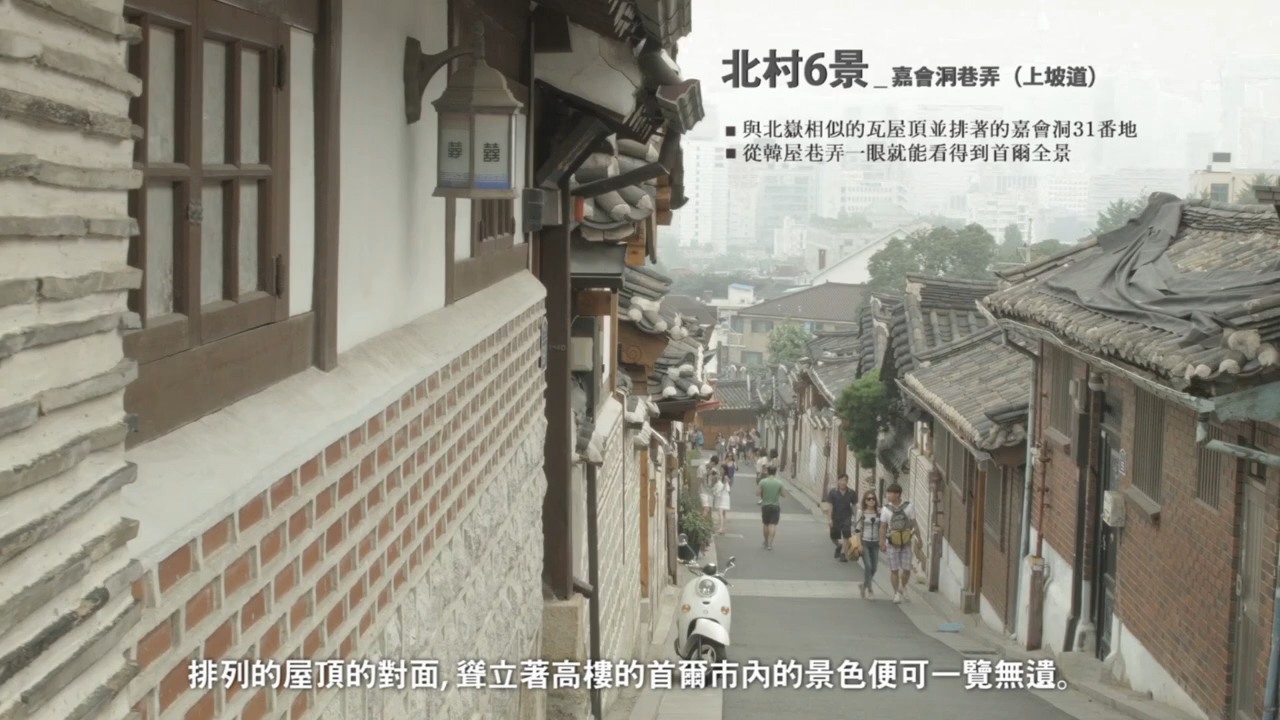 北村6景_嘉會洞巷弄（上坡道）
■ 與北嶽相似的瓦屋頂並排著的嘉會洞31番地
■ 從韓屋巷弄一眼就能看得到首爾全景
囍 囍
排列的屋頂的對面, 聳立著高樓的首爾市內的景色便可一覽無遺。